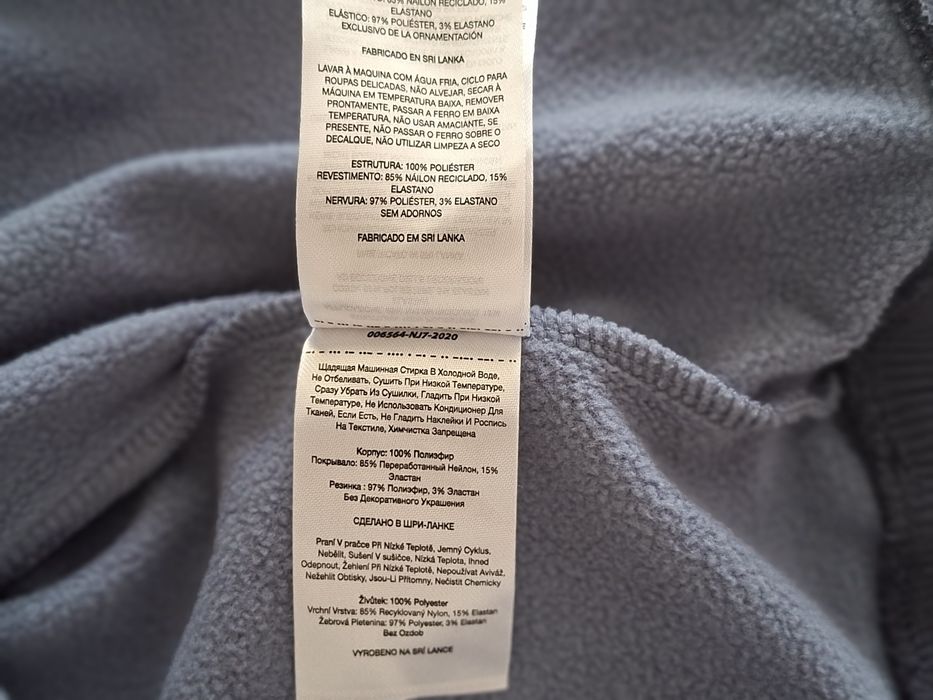 85% NÁILON RECICLADO, 15%
ELASTANO
ELÁSTICO: 97% POLIÉSTER, 3% ELASTANO
EXCLUSIVO DE LA ORNAMENTACIÓN
FABRICADO EN SRI LANKA
LAVAR À MAQUINA COM ÁGUA FRIA, CICLO PARA
ROUPAS DELICADAS, NÃO ALVEJAR, SECAR À
MÁQUINA EM TEMPERATURA BAIXA, REMOVER
PRONTAMENTE, PASSAR A FERRO EM BAIXA
TEMPERATURA, NÃO USAR AMACIANTE, SE
PRESENTE, NÃO PASSAR O FERRO SOBRE O
DECALQUE, NÃO UTILIZAR LIMPEZA A SECO
ESTRUTURA: 100% POLIÉSTER
REVESTIMENTO: 85% NÁILON RECICLADO, 15%
ELASTANO
NERVURA: 97% POLIÉSTER, 3% ELASTANO
SEM ADORNOS
FABRICADO EM SRI LANKA
006564-NJ7-2020
Щадящая Машинная Стирка В Холодной Воде,
Не Отбеливать, Сушить При Низкой Температуре,
Сразу Убрать Из Сушилки, Гладить При Низкой
Температуре, Не Использовать Кондиционер Для
Тканей, Если Есть, Не Гладить Наклейки И Роспись
На Текстиле, Химчистка Запрещена
Корпус: 100% Полиэфир
Покрывало: 85% Переработанный Нейлон, 15%
Эластан
Резинка : 97% Полиэфир, 3% Эластан
Без Декоративного Украшения
СДЕЛАНО В ШРИ-ЛАНКЕ
Praní V pračce Při Nízké Teplotě, Jemný Cyklus,
Nebělit, Sušení V sušičce, Nízká Teplota, Ihned
Odepnout, Žehlení Při Nízké Teplotě, Nepoužívat Aviváž,
Nežehlit Obtisky, Jsou-Li Přítomny, Nečistit Chemicky
Živůtek: 100% Polyester
Vrchní Vrstva: 85% Recyklovaný Nylon, 15% Elastan
Žebrová Pletenina: 97% Polyester, 3% Elastan
Bez Ozdob
VYROBENO NA SRÍ LANCE